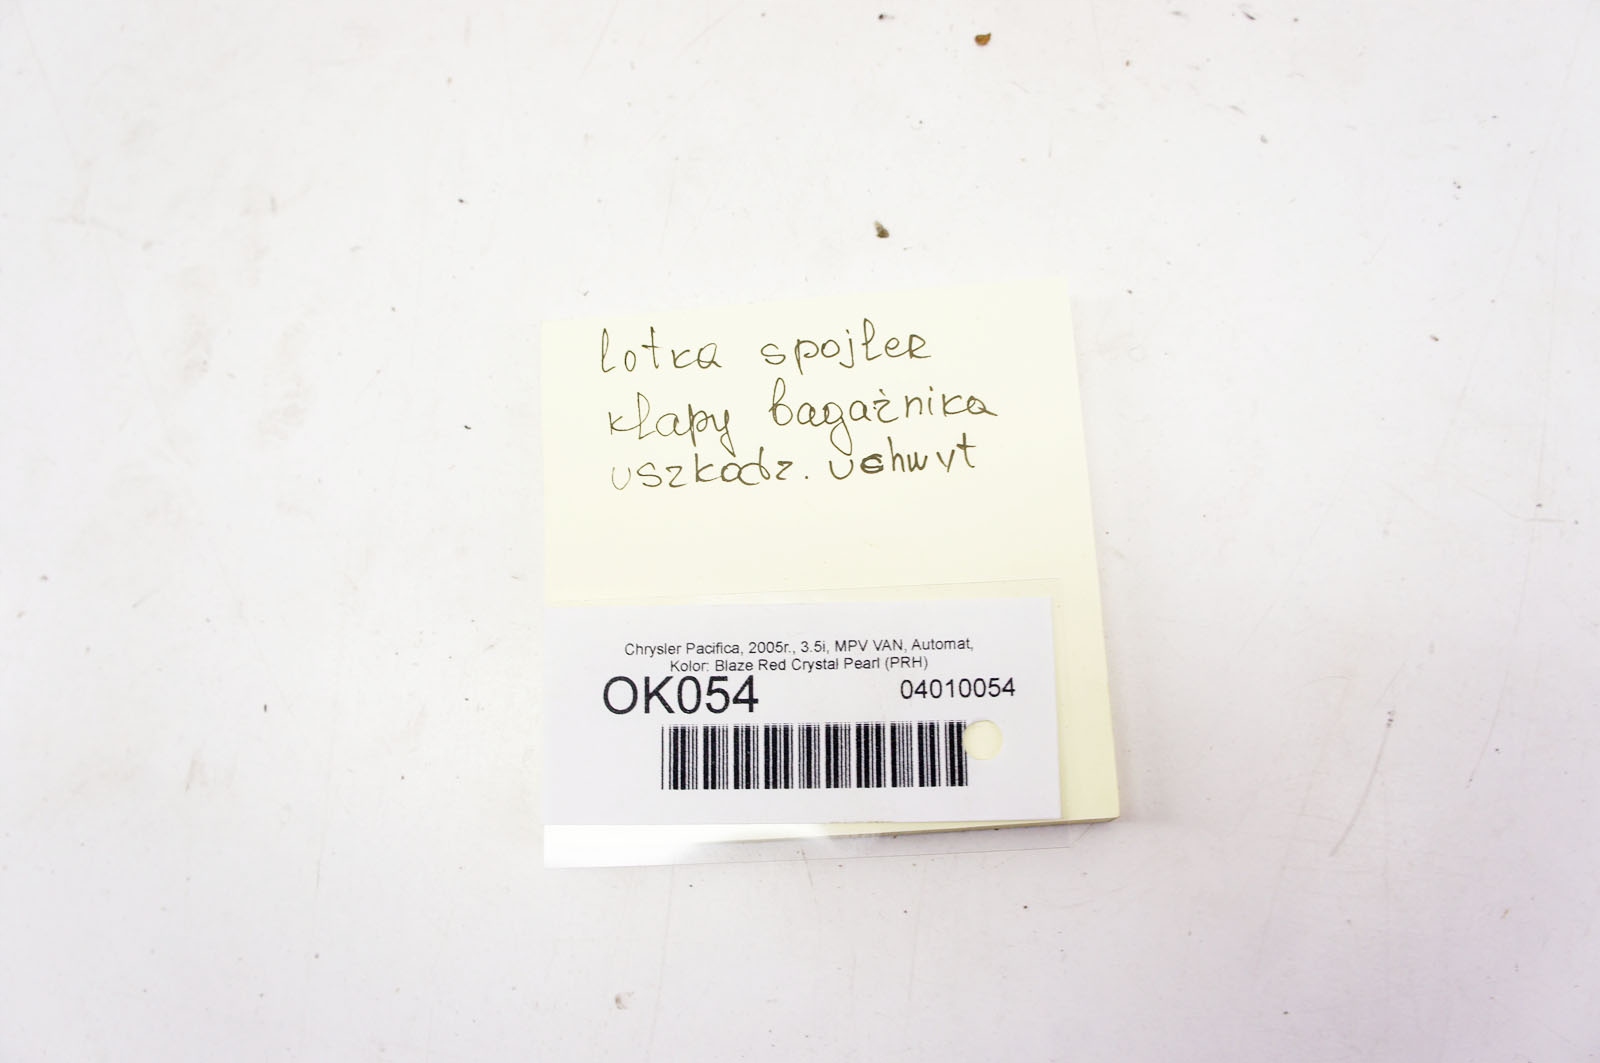 lotka spojler
kłapy bagażnika
uszkodz. uchwyt
Chrysler Pacifica, 2005r., 3.5i, MPV VAN, Automat,
Kolor: Blaze Red Crystal Pearl (PRH)
OK054 04010054